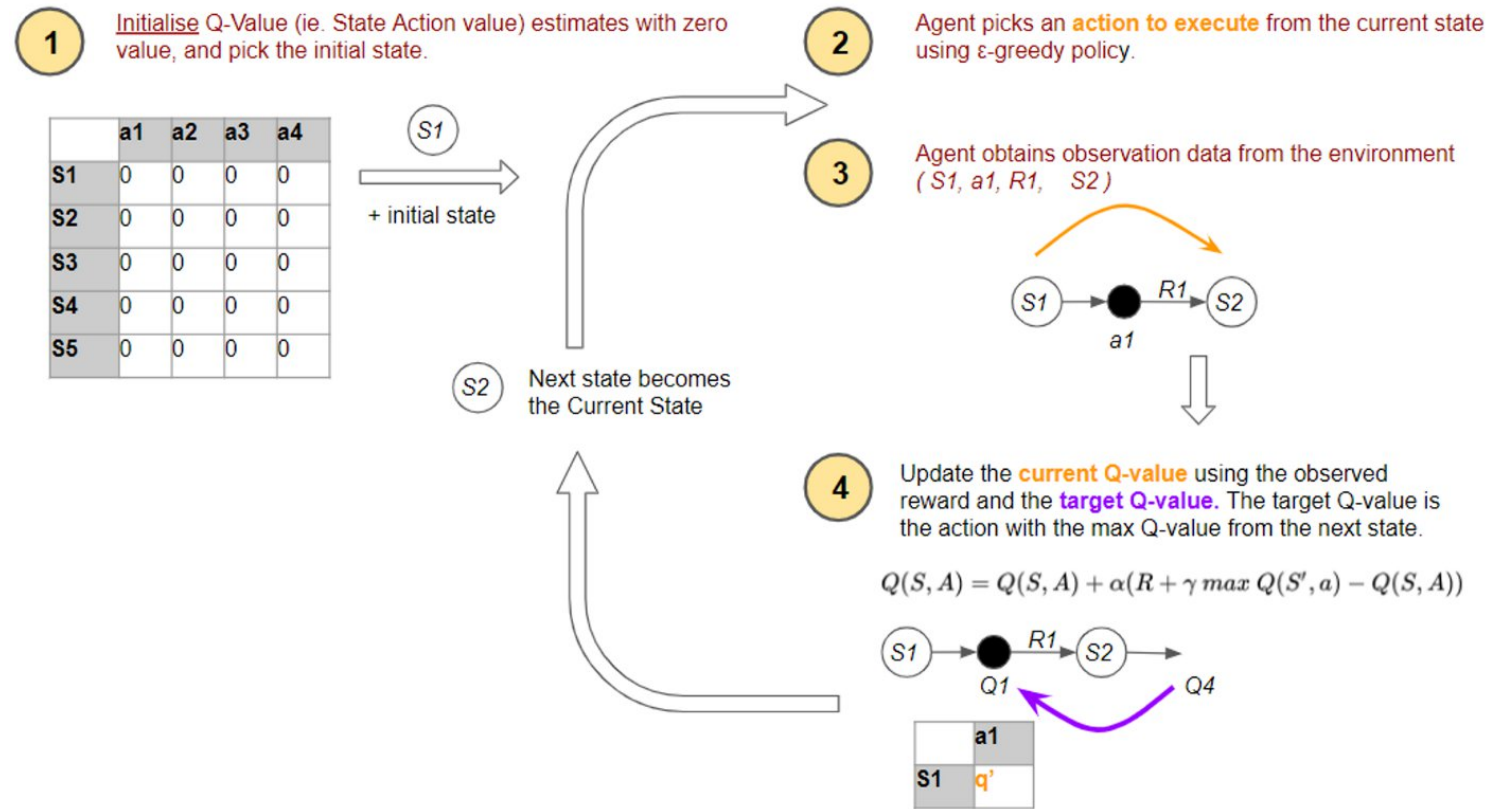 1
Initialise Q-Value (ie. State Action value) estimates with zero
value, and pick the initial state.
a1 a2 a3 a4
S1 0 0 0 0
S2 0 0 0 0
S3 0 0 0 0
S4 0 0 0 0
S5 0 0 0 0
S1
+ initial state
2
Agent picks an action to execute from the current state
using ε-greedy policy.
3
Agent obtains observation data from the environment
( S1, a1, R1, S2 )
S1 R1 S2
a1
4
Update the current Q-value using the observed
reward and the target Q-value. The target Q-value is
the action with the max Q-value from the next state.
Q(S, A) = Q(S, A) + α(R + γ max Q(S', a) − Q(S, A))
S1 R1 S2
Q1 Q4
a1
S1 q’
S2
Next state becomes
the Current State